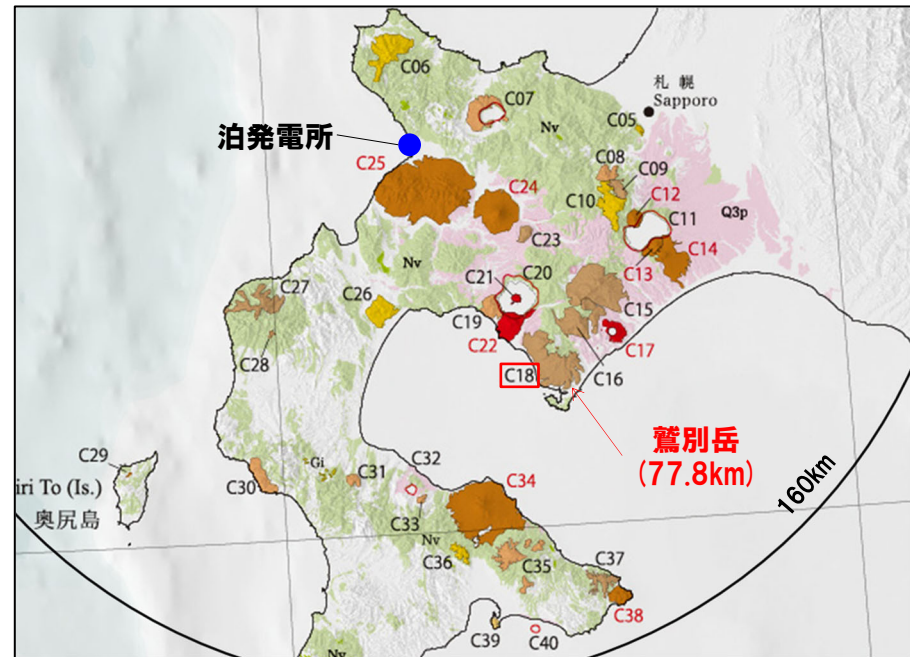 C06
C07
札幌
Sapporo
Nv
C05
泊発電所
C25
C08
C09
C24
C10
C12
C11
Q3p
C23
C14
C13
Nv
C20
C21
C27
C26
C15
C19
C22
C17
C28
C18
C16
鷲別岳
(77.8km)
C29
C32
Gi
C31
C34
iri To (Is.)
C30
160km
奥尻島
C33
Nv
C36
C35
C37
C38
C39
C40
Nv